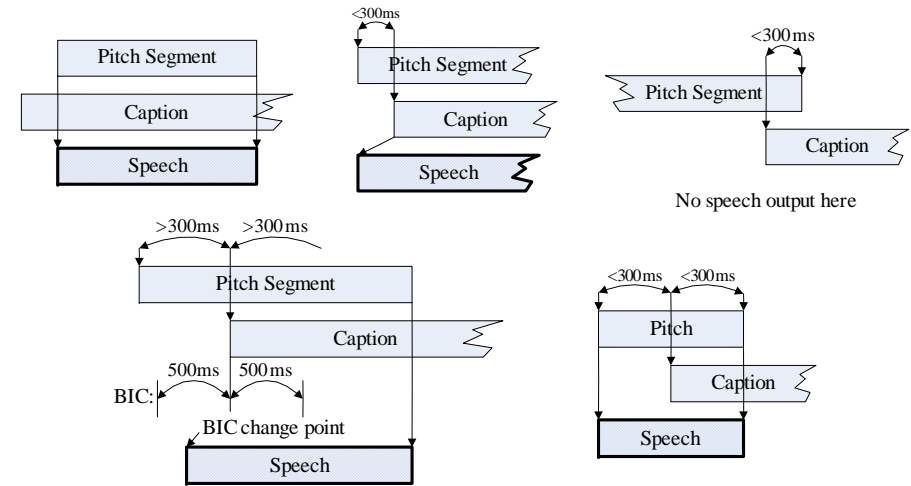 Pitch Segment
Caption
Speech
<300ms
Pitch Segment
Caption
Speech
<300ms
Pitch Segment
Caption
No speech output here
>300ms >300ms
Pitch Segment
Caption
500ms 500ms
BIC:
BIC change point
Speech
<300ms <300ms
Pitch
Caption
Speech